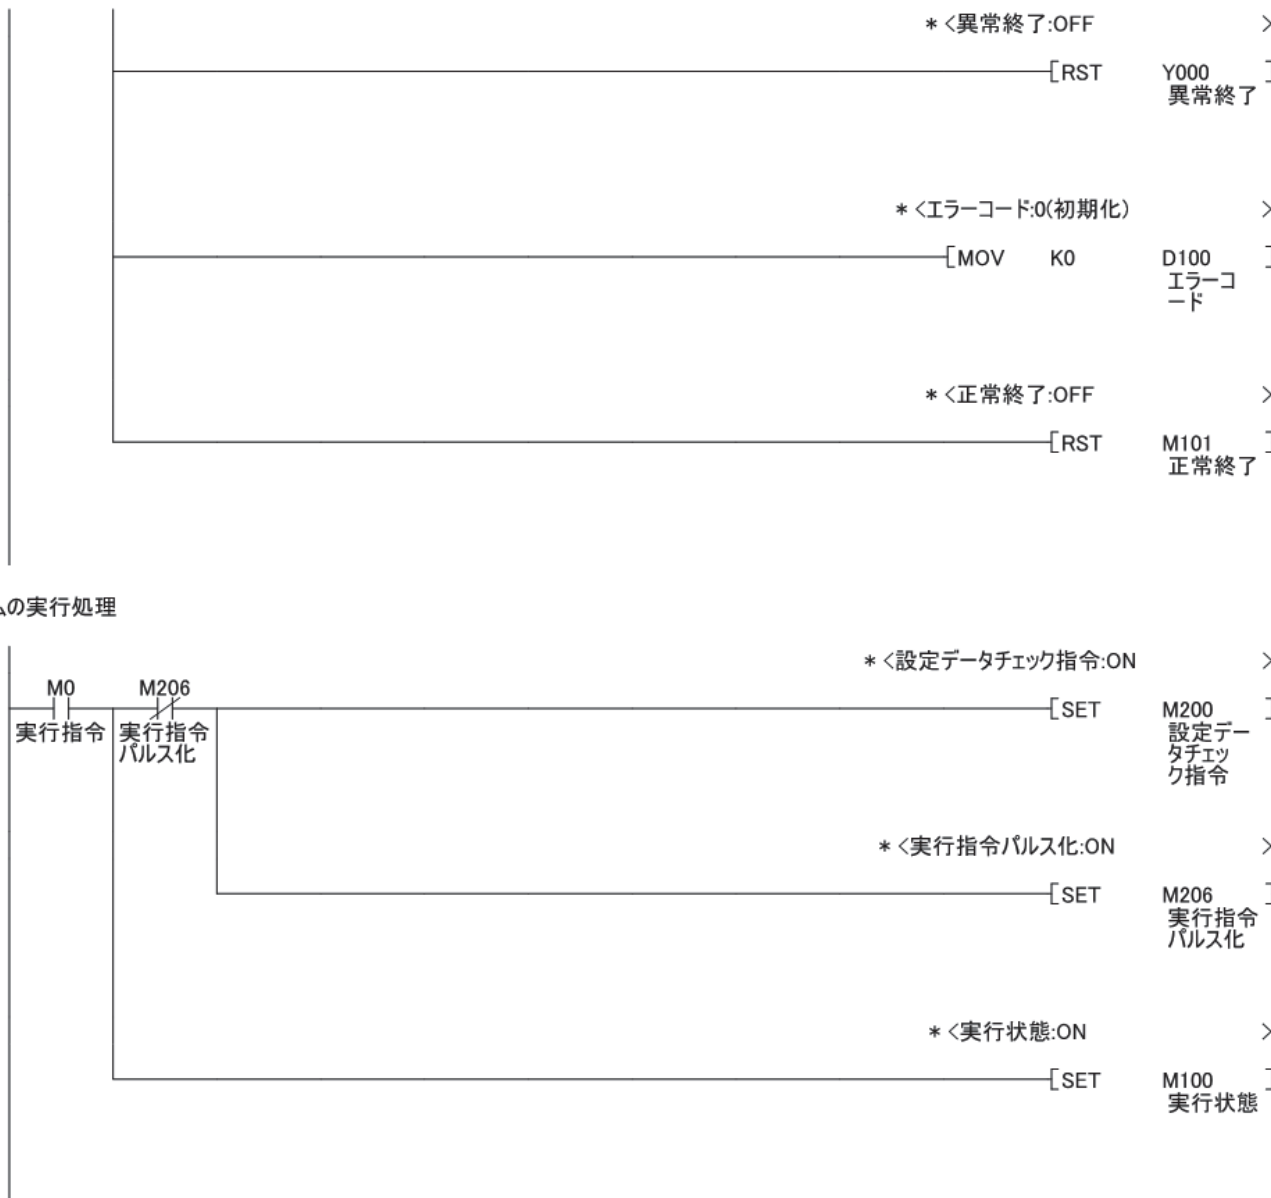 * <異常終了:OFF >
[RST Y000 ]
異常終了
* <エラーコード:0(初期化) >
[MOV K0 D100 ]
エラーコ
ード
* <正常終了:OFF >
[RST M101 ]
正常終了
ムの実行処理
* <設定データチェック指令:ON >
M0 M206 [SET M200 ]
実行指令 実行指令 設定デー
パルス化 タチェッ
ク指令
* <実行指令パルス化:ON >
[SET M206 ]
実行指令
パルス化
* <実行状態:ON >
[SET M100 ]
実行状態